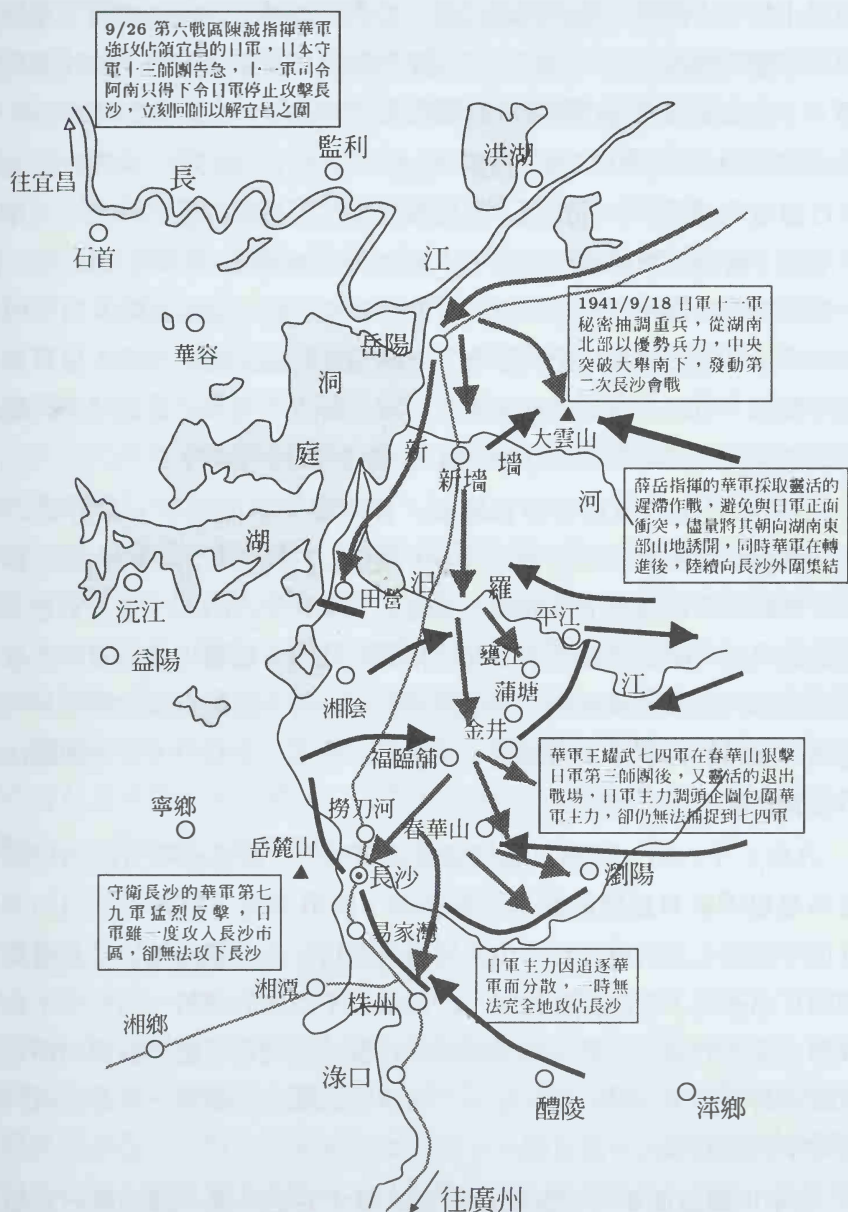 9/26 第六戰區陳誠指揮華軍
強攻佔領宜昌的日軍，日本守
軍十三師團告急，十一軍司令
阿南只得下令日軍停止攻擊長
沙，立刻回師以解宜昌之圍
監利
洪湖
往宜昌
長
石首
江
1941/9/18 日軍十一軍
秘密抽調重兵，從湖南
北部以優勢兵力，中央
突破大舉南下，發動第
二次長沙會戰
華容
岳陽
洞
大雲山
庭
新
墻
新墻
河
薛岳指揮的華軍採取靈活的
遲滯作戰，避免與日軍正面
衝突，儘量將其朝向湖南東
部山地誘開，同時華軍在轉
進後，陸續向長沙外圍集結
湖
沅江
田營
汨
羅
平江
益陽
甕江
江
湘陰
蒲塘
金井
福臨舖
華軍王耀武七四軍在春華山狠擊
日軍第三師團後，又靈活的退出
戰場，日軍主力調頭企圖包圍華
軍主力，卻仍無法捕捉到七四軍
寧鄉
撈刀河
春華山
岳麓山
長沙
瀏陽
守衛長沙的華軍第七
九軍猛烈反擊，日
軍雖一度攻入長沙市
區，卻無法攻下長沙
易家灣
日軍主力因追逐華
軍而分散，一時無
法完全地攻佔長沙
湘潭
株州
湘鄉
淥口
醴陵
萍鄉
往廣州